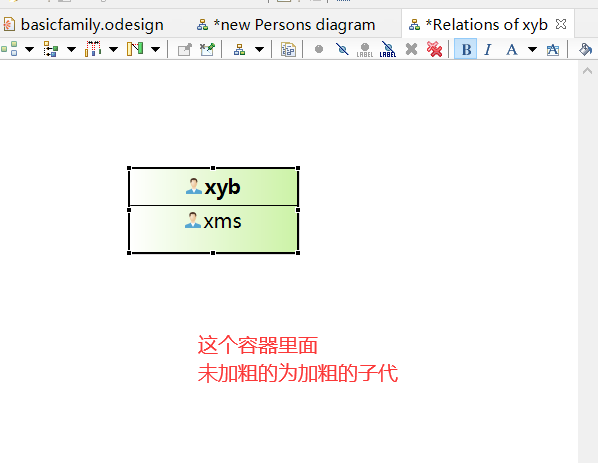 basicfamily.odesign
*new Persons diagram
*Relations of xyb
LABEL
LABEL
B
I
A
A
xyb
xms
这个容器里面
未加粗的为加粗的子代